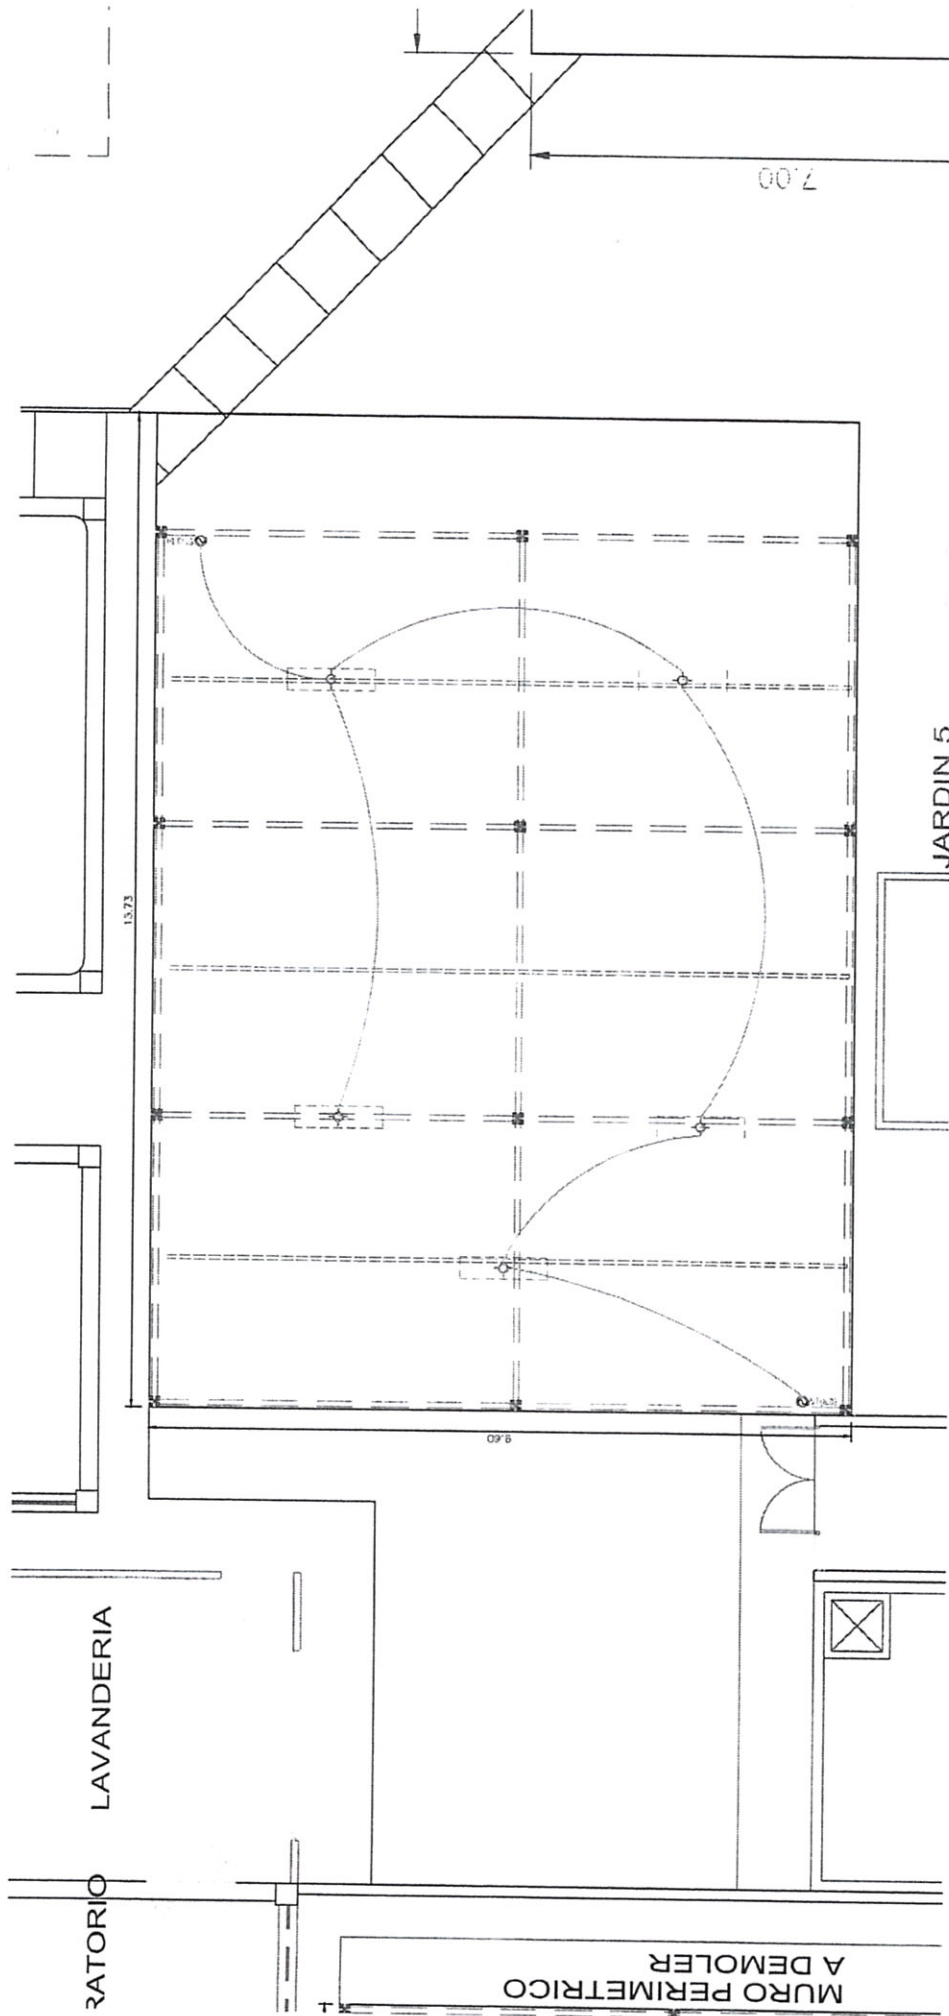 7.00
13.73
9.60
JARDIN 5
LAVANDERIA
RATORIO
MURO PERIMETRICO
A DEMOLER